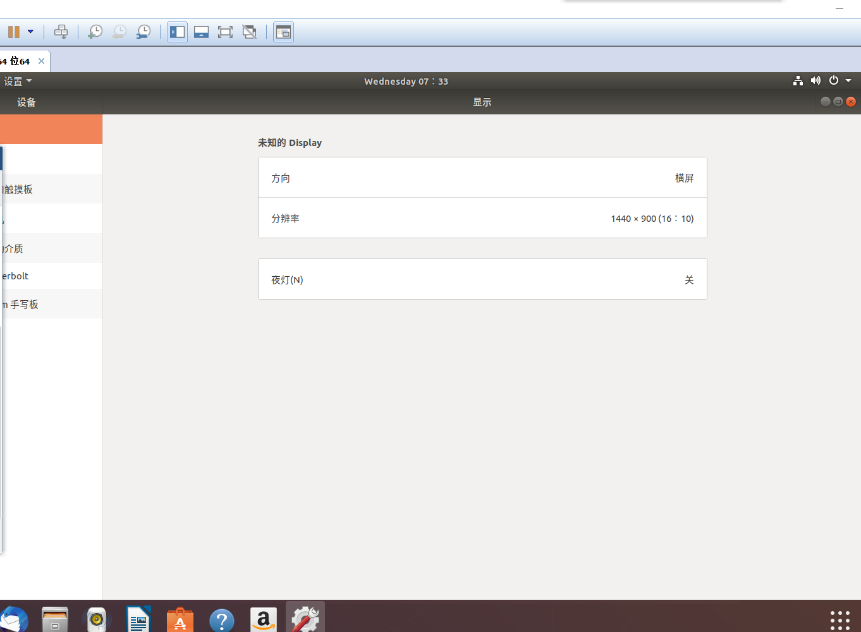 64 位64
设置
Wednesday 07：33
设备
显示
未知的 Display
方向
横屏
触摸板
分辨率
1440 × 900 (16：10)
介质
erbolt
夜灯(N)
关
m 手写板